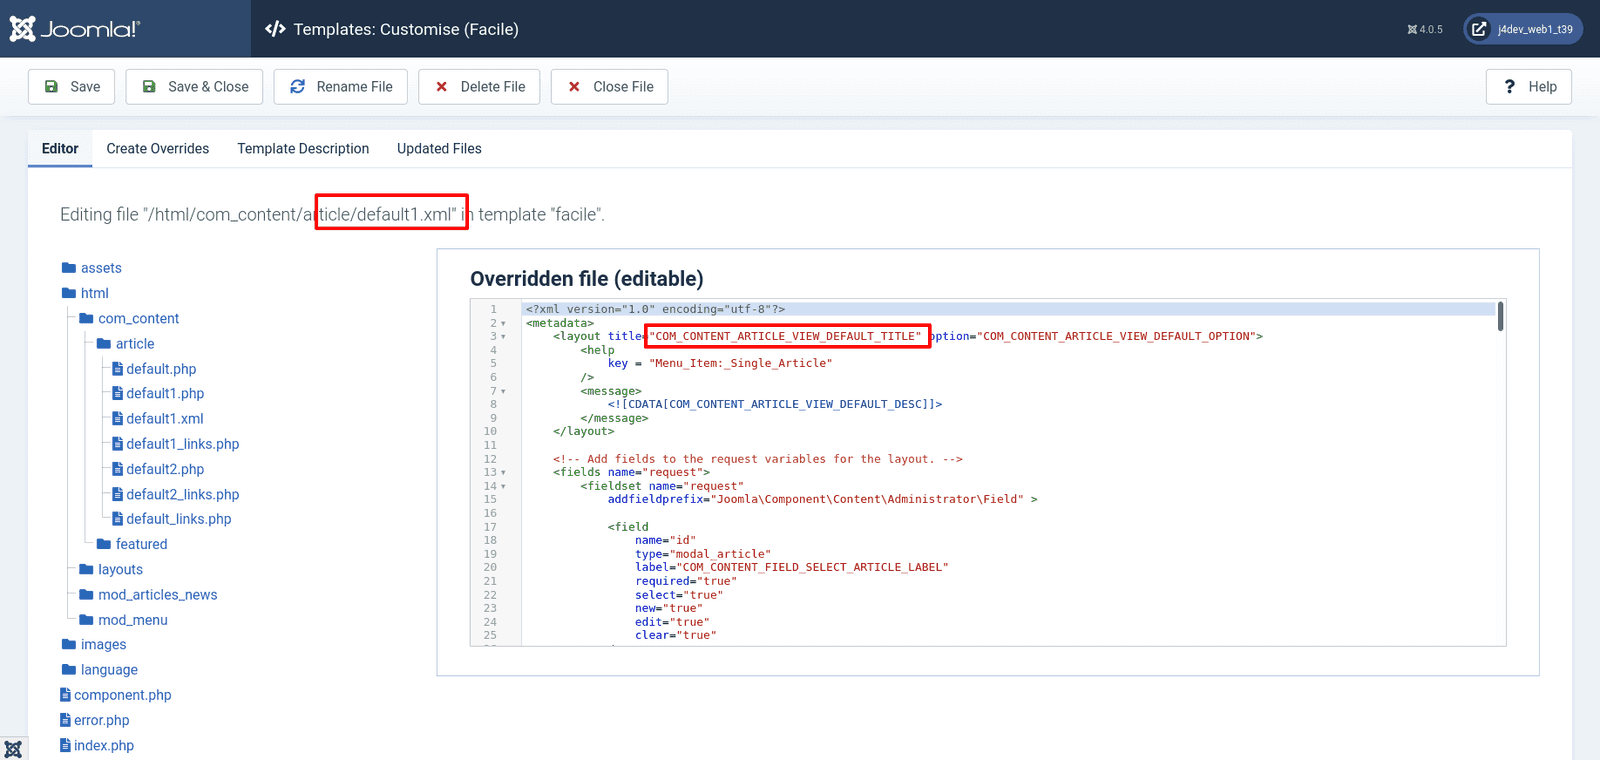 Joomla!®
</> Templates: Customise (Facile)
4.0.5
j4dev_web1_t39
Save
Save & Close
Rename File
Delete File
Close File
? Help
Editor
Create Overrides
Template Description
Updated Files
Editing file "/html/com_content/article/default1.xml" in template "facile".
assets
html
com_content
article
default.php
default1.php
default1.xml
default1_links.php
default2.php
default2_links.php
default_links.php
featured
layouts
mod_articles_news
mod_menu
images
language
component.php
error.php
index.php
Overridden file (editable)
1 <?xml version="1.0" encoding="utf-8"?>
2 <metadata>
3 <layout title="COM_CONTENT_ARTICLE_VIEW_DEFAULT_TITLE" option="COM_CONTENT_ARTICLE_VIEW_DEFAULT_OPTION">
4 <help
5 key = "Menu_Item:_Single_Article"
6 />
7 <message>
8 <![CDATA[COM_CONTENT_ARTICLE_VIEW_DEFAULT_DESC]]>
9 </message>
10 </layout>
11
12 <!-- Add fields to the request variables for the layout. -->
13 <fields name="request">
14 <fieldset name="request"
15 addfieldprefix="Joomla\Component\Content\Administrator\Field" >
16
17 <field
18 name="id"
19 type="modal_article"
20 label="COM_CONTENT_FIELD_SELECT_ARTICLE_LABEL"
21 required="true"
22 select="true"
23 new="true"
24 edit="true"
25 clear="true"